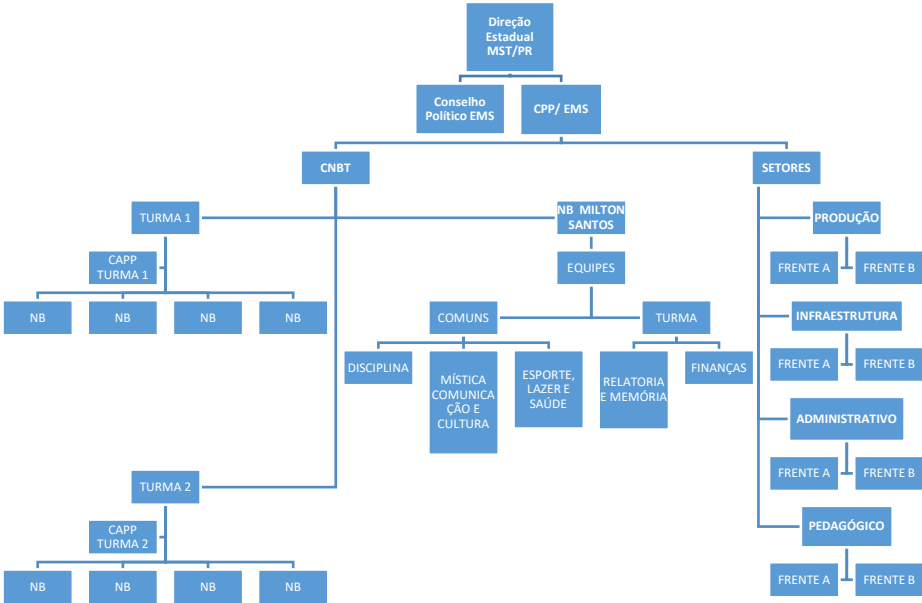 Direção
Estadual
MST/PR
Conselho
Político EMS
CPP/ EMS
CNBT
SETORES
TURMA 1
NB MILTON
SANTOS
PRODUÇÃO
CAPP
TURMA 1
EQUIPES
FRENTE A
FRENTE B
NB
NB
NB
NB
COMUNS
TURMA
INFRAESTRUTURA
DISCIPLINA
MÍSTICA
COMUNICA
ÇÃO E
CULTURA
ESPORTE,
LAZER E
SAÚDE
RELATORIA
E MEMÓRIA
FINANÇAS
FRENTE A
FRENTE B
ADMINISTRATIVO
FRENTE A
FRENTE B
TURMA 2
CAPP
TURMA 2
PEDAGÓGICO
NB
NB
NB
NB
FRENTE A
FRENTE B